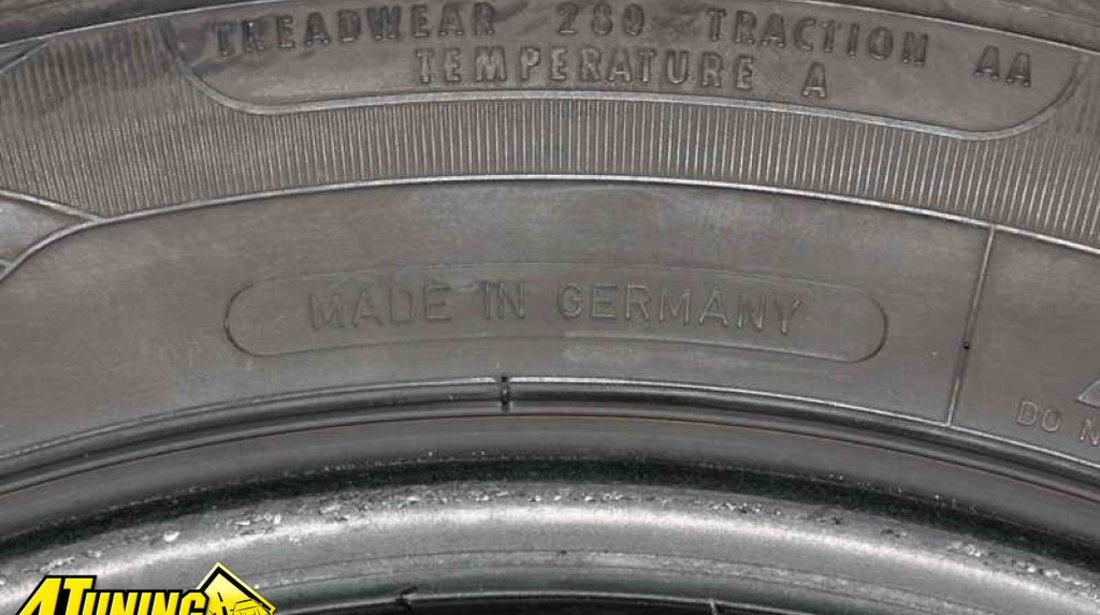 TREADWEAR 280 TRACTION AA
TEMPERATURE A
MADE IN GERMANY
DO N
4TUNING